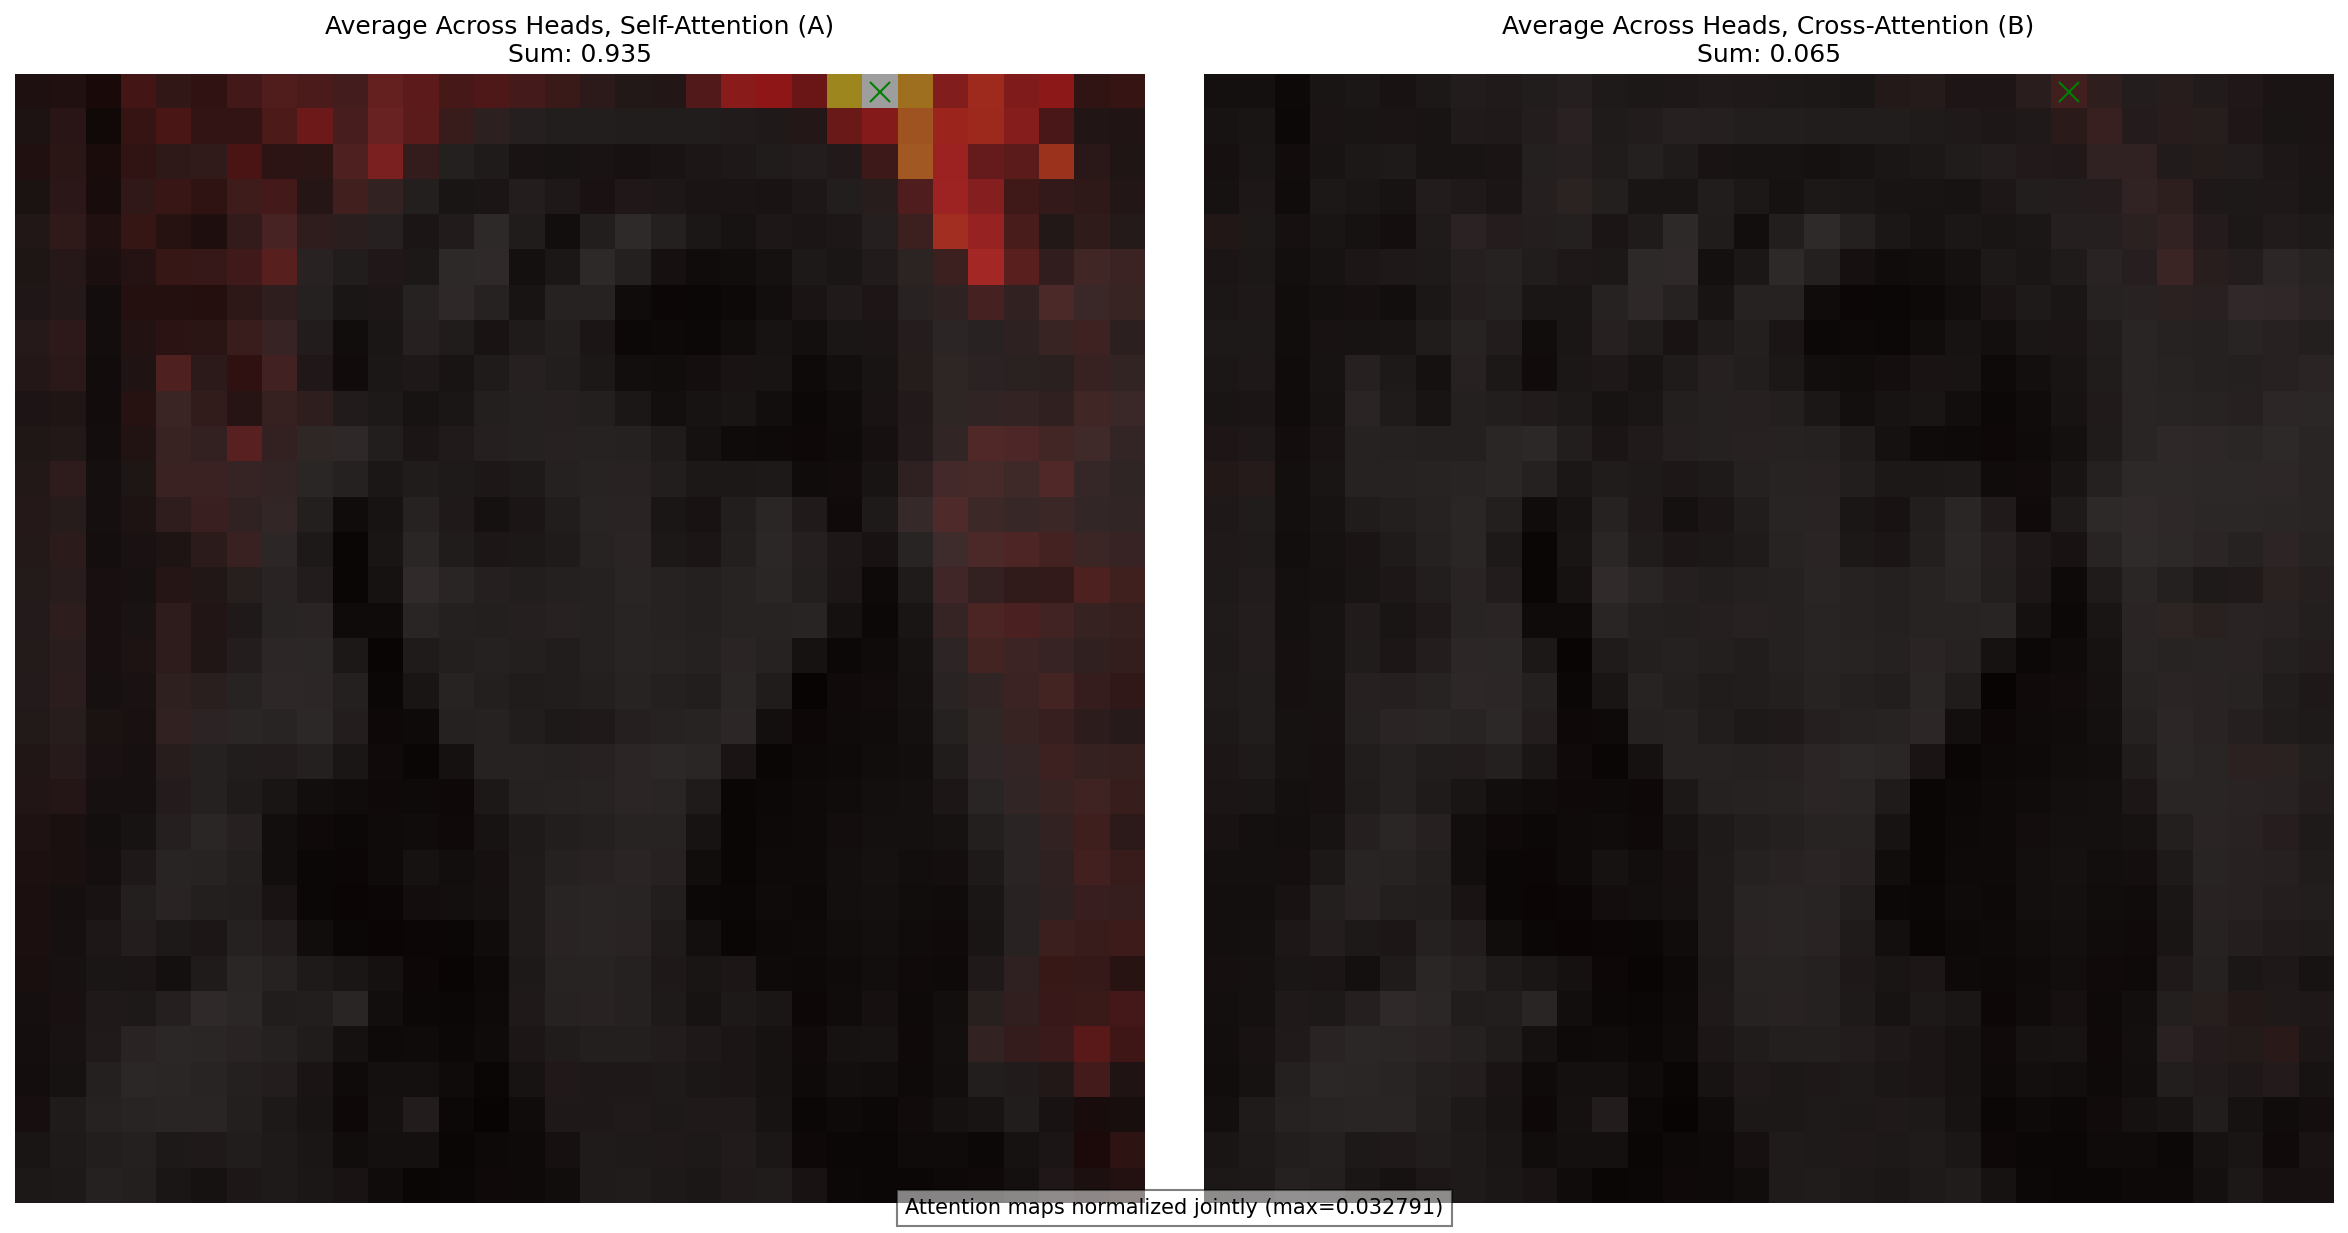 Average Across Heads, Self-Attention (A)
Sum: 0.935
Average Across Heads, Cross-Attention (B)
Sum: 0.065
Attention maps normalized jointly (max=0.032791)